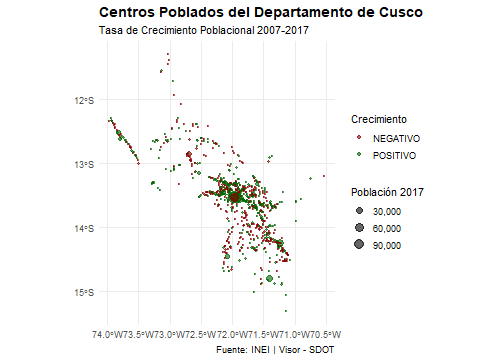 Centros Poblados del Departamento de Cusco
Tasa de Crecimiento Poblacional 2007-2017
12°S
13°S
14°S
15°S
74.0°W73.5°W73.0°W72.5°W72.0°W71.5°W71.0°W70.5°W
Crecimiento
NEGATIVO
POSITIVO
Población 2017
30,000
60,000
90,000
Fuente: INEI | Visor - SDOT